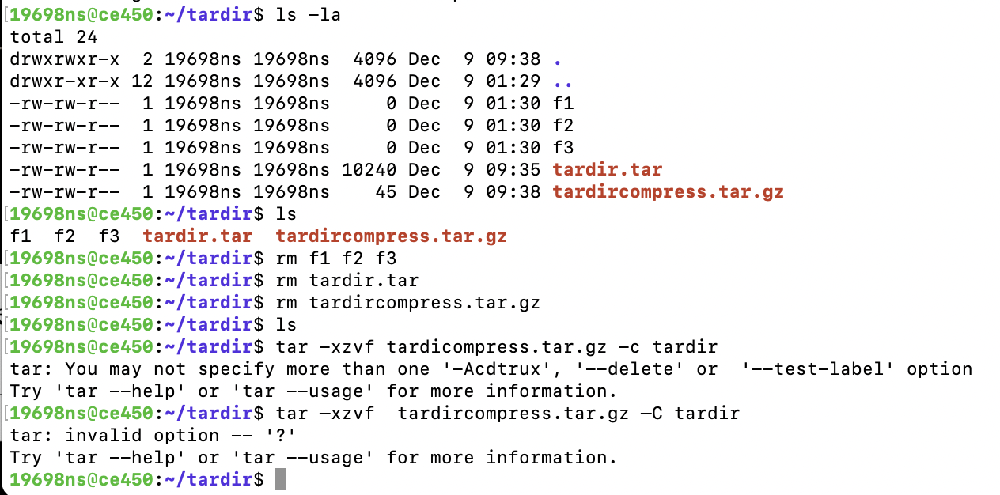 [19698ns@ce450:~/tardir$ ls -la
total 24
drwxrwxr-x  2 19698ns 19698ns  4096 Dec  9 09:38 .
drwxr-xr-x 12 19698ns 19698ns  4096 Dec  9 01:29 ..
-rw-rw-r--  1 19698ns 19698ns     0 Dec  9 01:30 f1
-rw-rw-r--  1 19698ns 19698ns     0 Dec  9 01:30 f2
-rw-rw-r--  1 19698ns 19698ns     0 Dec  9 01:30 f3
-rw-rw-r--  1 19698ns 19698ns 10240 Dec  9 09:35 tardir.tar
-rw-rw-r--  1 19698ns 19698ns    45 Dec  9 09:38 tardircompress.tar.gz
[19698ns@ce450:~/tardir$ ls
f1  f2  f3  tardir.tar  tardircompress.tar.gz
[19698ns@ce450:~/tardir$ rm f1 f2 f3
[19698ns@ce450:~/tardir$ rm tardir.tar
[19698ns@ce450:~/tardir$ rm tardircompress.tar.gz
[19698ns@ce450:~/tardir$ ls
[19698ns@ce450:~/tardir$ tar -xzvf tardicompress.tar.gz -c tardir
tar: You may not specify more than one '-Acdtrux', '--delete' or  '--test-label' option
Try 'tar --help' or 'tar --usage' for more information.
[19698ns@ce450:~/tardir$ tar –xzvf  tardircompress.tar.gz –C tardir
tar: invalid option -- '?'
Try 'tar --help' or 'tar --usage' for more information.
19698ns@ce450:~/tardir$